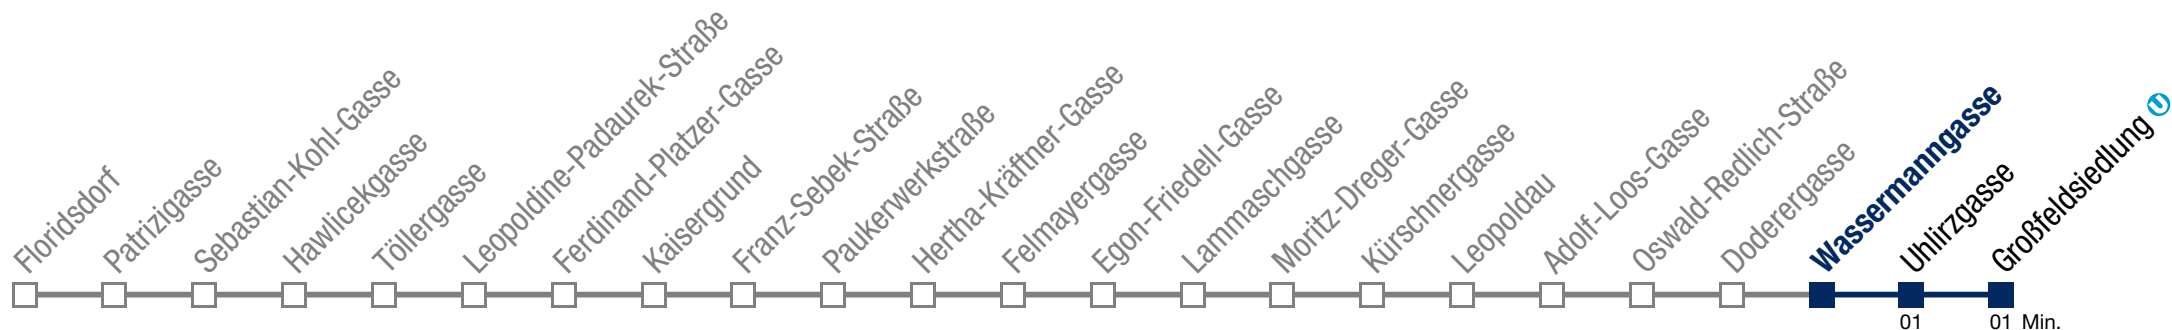 Floridsdorf
Patrizigasse
Sebastian-Kohl-Gasse
Hawlicekgasse
Töllergasse
Leopoldine-Padaurek-Straße
Ferdinand-Platzer-Gasse
Kaisergrund
Franz-Sebek-Straße
Paukerwerkstraße
Hertha-Kräftner-Gasse
Felmayergasse
Egon-Friedell-Gasse
Lammaschgasse
Moritz-Dreger-Gasse
Kürschnergasse
Leopoldau
Adolf-Loos-Gasse
Oswald-Redlich-Straße
Doderergasse
Wassermanngasse
Uhlirzgasse
Großfeldsiedlung U
01 01 Min.